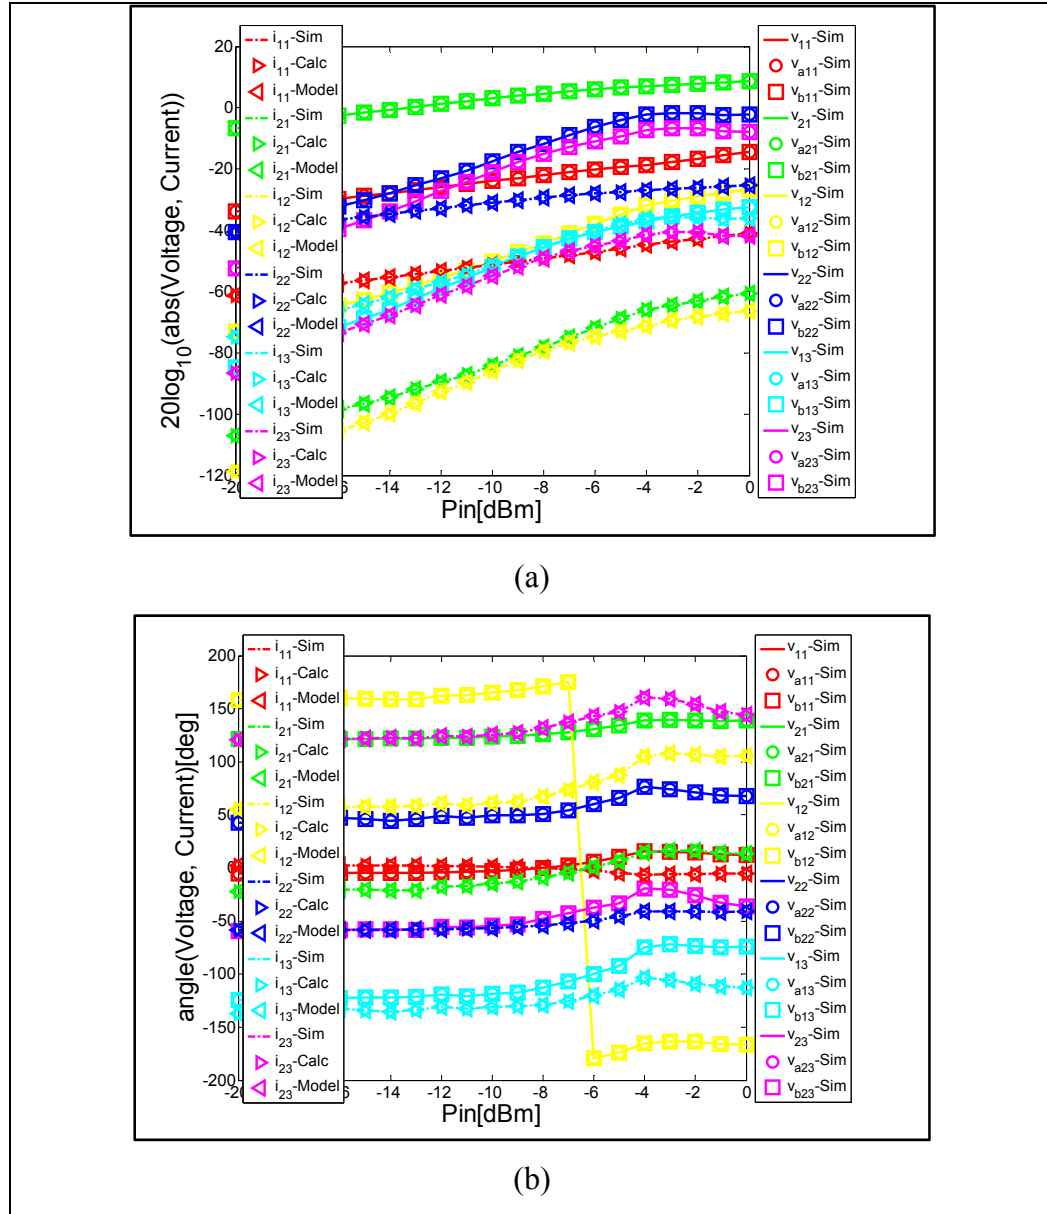 20
0
-20
-40
-60
-80
-100
-120
20log10(abs(Voltage, Current))
i11-Sim
i11-Calc
i11-Model
i21-Sim
i21-Calc
i21-Model
i12-Sim
i12-Calc
i12-Model
i22-Sim
i22-Calc
i22-Model
i13-Sim
i13-Calc
i13-Model
i23-Sim
i23-Calc
i23-Model
v11-Sim
va11-Sim
vb11-Sim
v21-Sim
va21-Sim
vb21-Sim
v12-Sim
va12-Sim
vb12-Sim
v22-Sim
va22-Sim
vb22-Sim
v13-Sim
va13-Sim
vb13-Sim
v23-Sim
va23-Sim
vb23-Sim
-14 -12 -10 -8 -6 -4 -2 0
Pin[dBm]
(a)
200
150
100
50
0
-50
-100
-150
-200
angle(Voltage, Current)[deg]
i11-Sim
i11-Calc
i11-Model
i21-Sim
i21-Calc
i21-Model
i12-Sim
i12-Calc
i12-Model
i22-Sim
i22-Calc
i22-Model
i13-Sim
i13-Calc
i13-Model
i23-Sim
i23-Calc
i23-Model
v11-Sim
va11-Sim
vb11-Sim
v21-Sim
va21-Sim
vb21-Sim
v12-Sim
va12-Sim
vb12-Sim
v22-Sim
va22-Sim
vb22-Sim
v13-Sim
va13-Sim
vb13-Sim
v23-Sim
va23-Sim
vb23-Sim
-14 -12 -10 -8 -6 -4 -2 0
Pin[dBm]
(b)